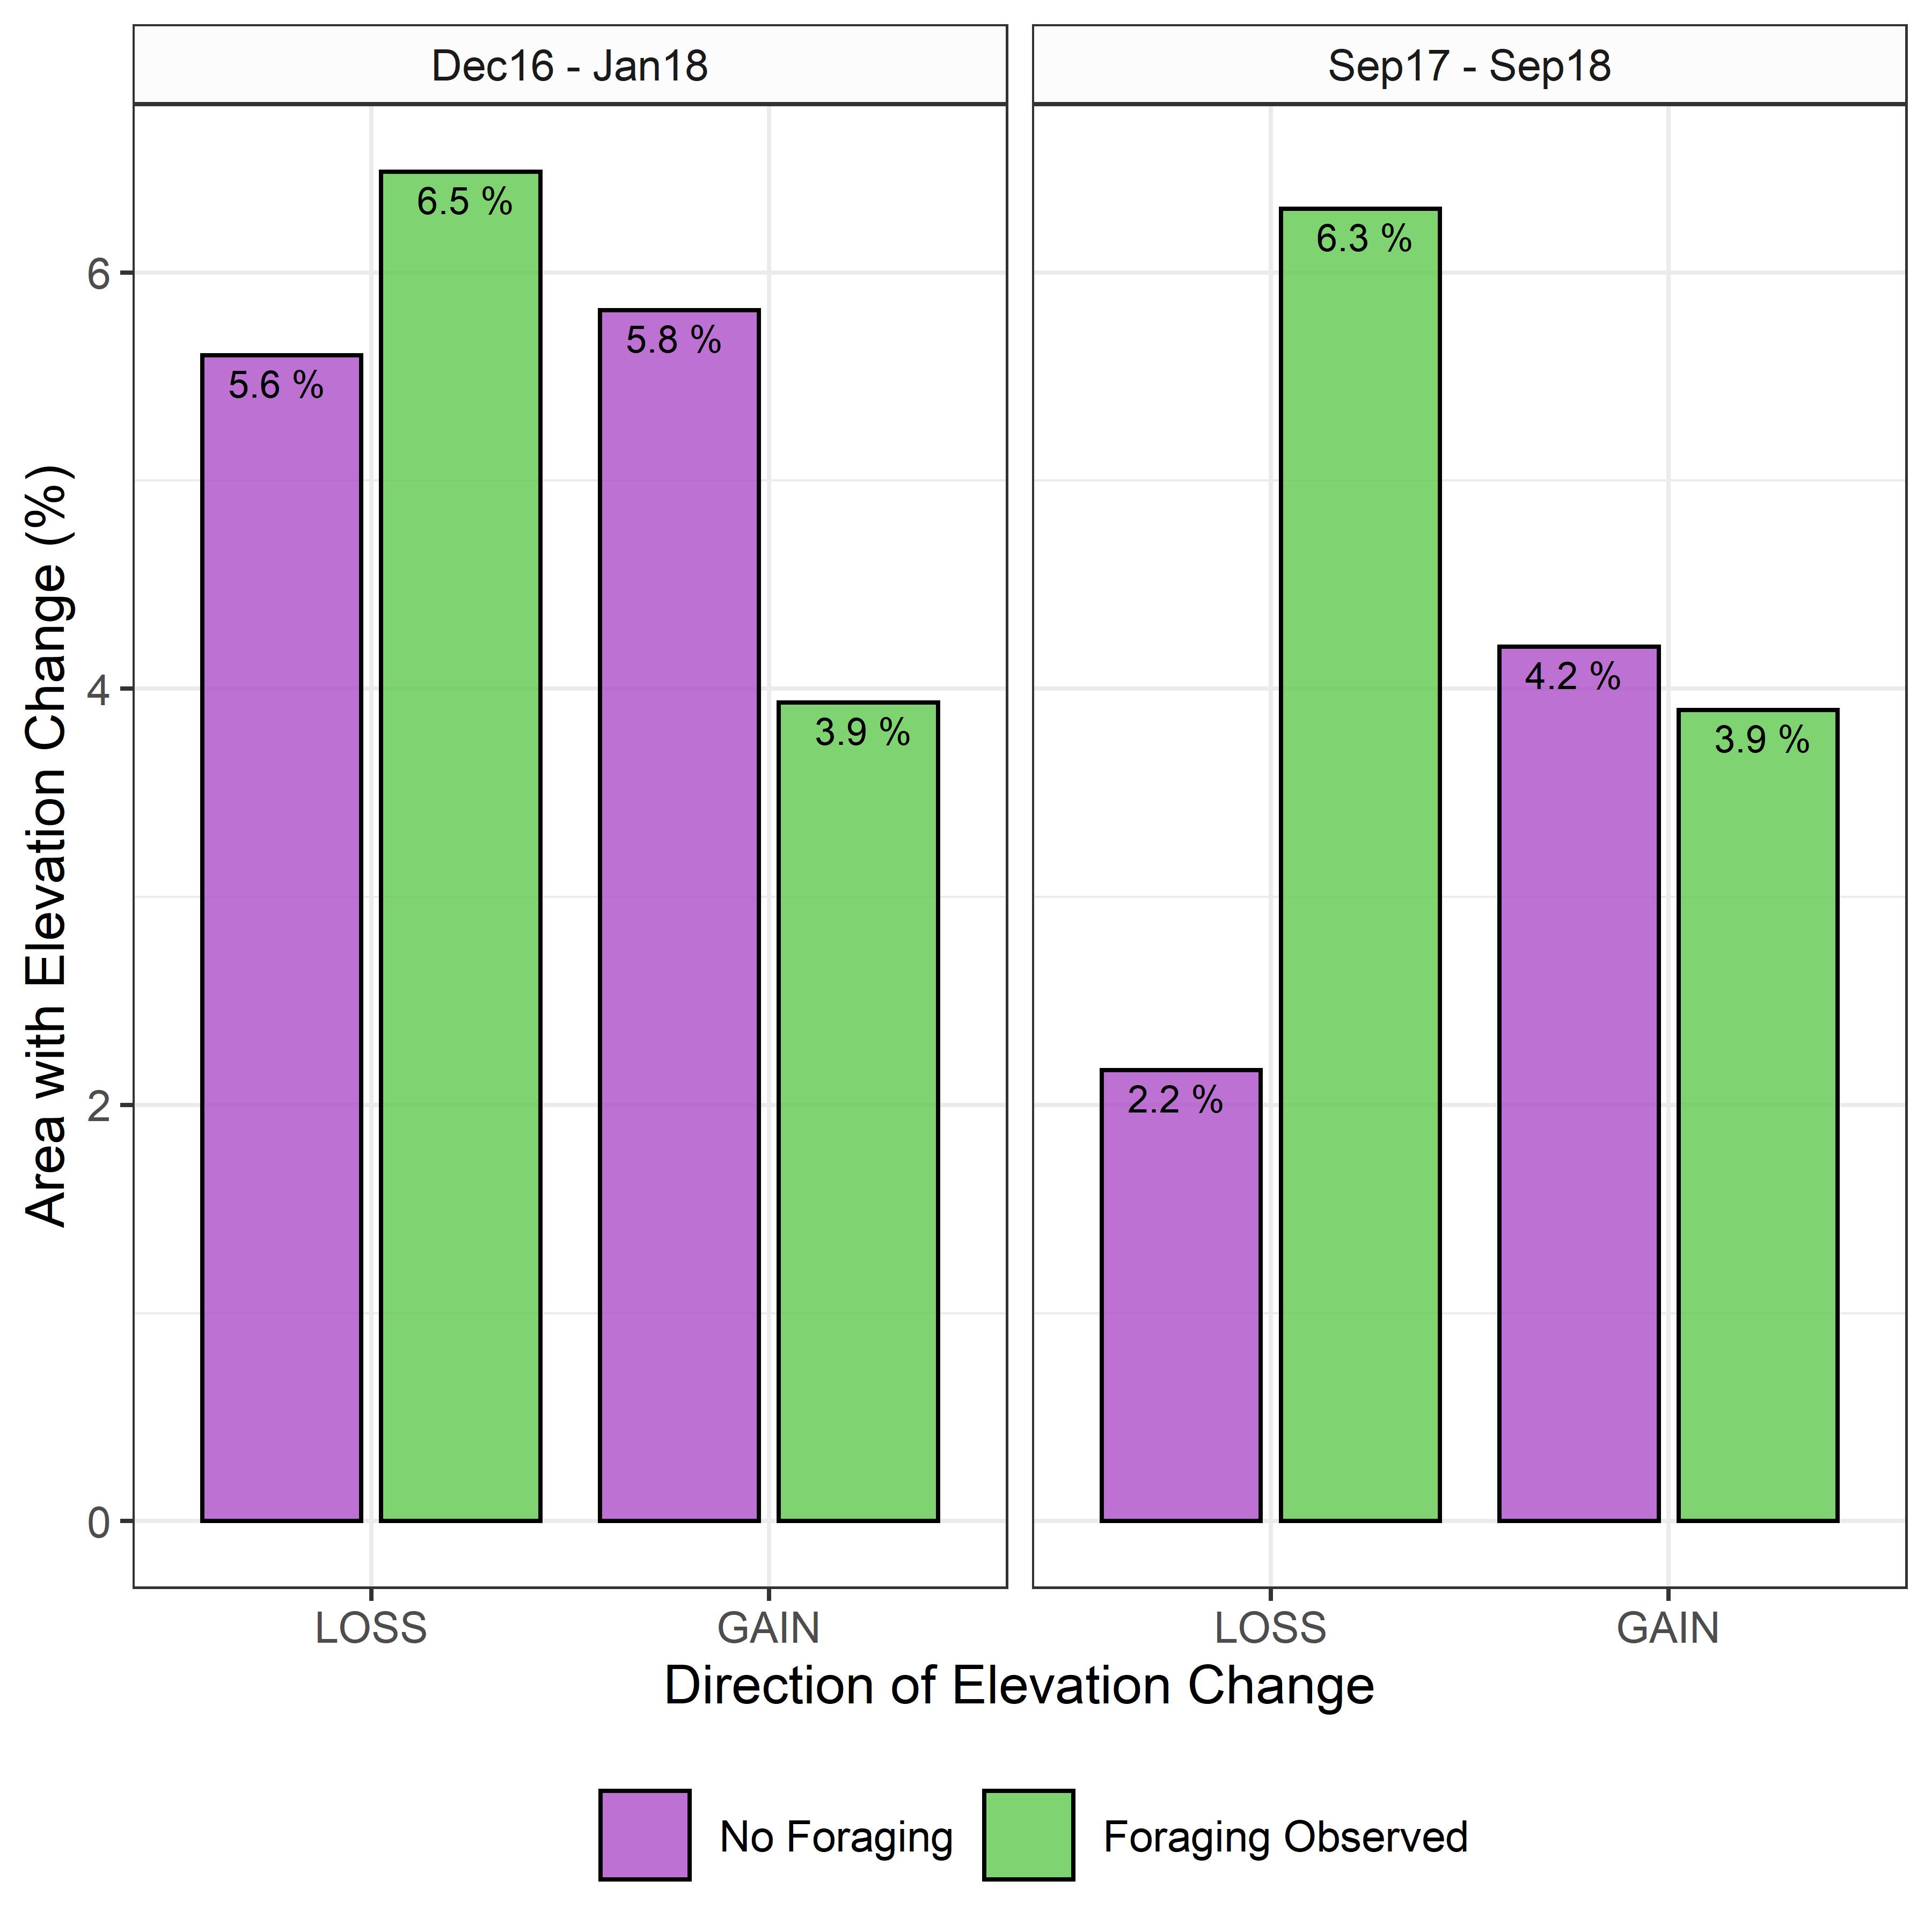 Dec16 - Jan18
Sep17 - Sep18
Area with Elevation Change (%)
6
4
2
0
5.6 %
6.5 %
5.8 %
3.9 %
2.2 %
6.3 %
4.2 %
3.9 %
LOSS
GAIN
LOSS
GAIN
Direction of Elevation Change
No Foraging
Foraging Observed